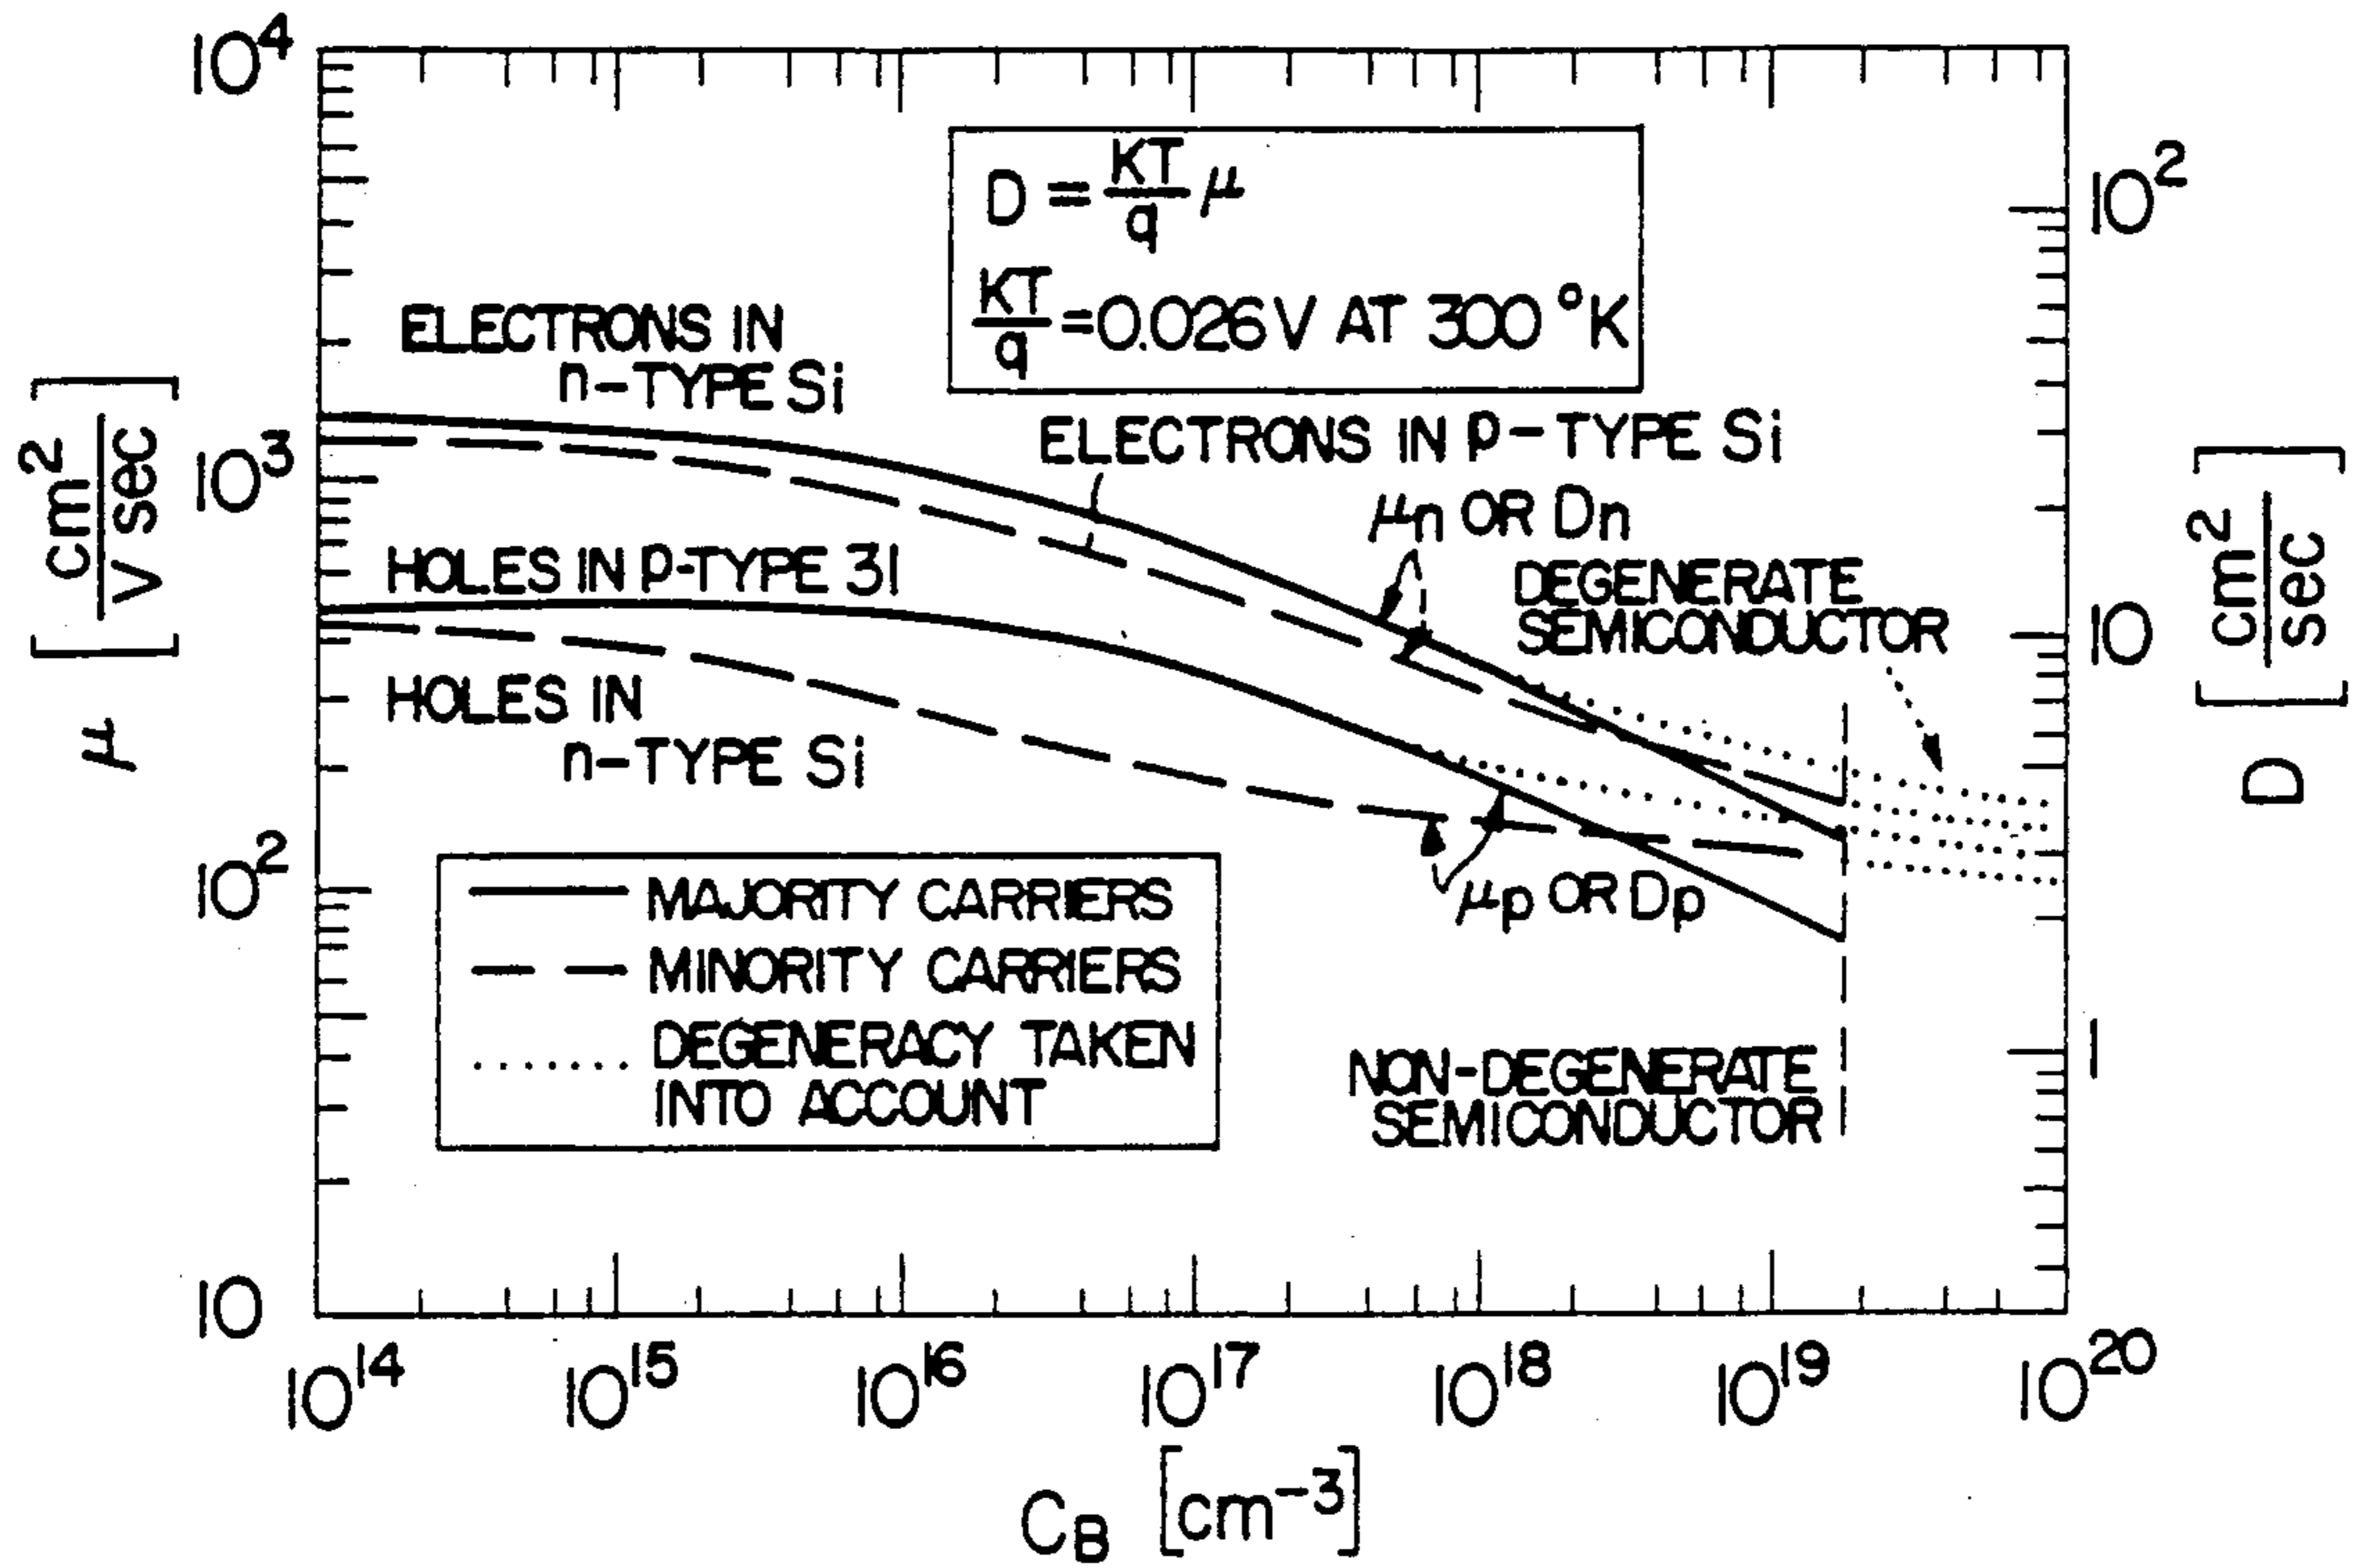 10⁴
10³
10²
10
μ [cm²/V sec]
D = KT/q μ
KT/q =0.026V AT 300 °K
ELECTRONS IN
n-TYPE Si
ELECTRONS IN p-TYPE Si
μn OR Dn
HOLES IN p-TYPE 3I
DEGENERATE
SEMICONDUCTOR
HOLES IN
n-TYPE Si
μp OR Dp
MAJORITY CARRIERS
MINORITY CARRIERS
DEGENERACY TAKEN
INTO ACCOUNT
NON-DEGENERATE
SEMICONDUCTOR
10²
10
1
D [cm²/sec]
10¹⁴ 10¹⁵ 10¹⁶ 10¹⁷ 10¹⁸ 10¹⁹ 10²⁰
C_B [cm⁻³]